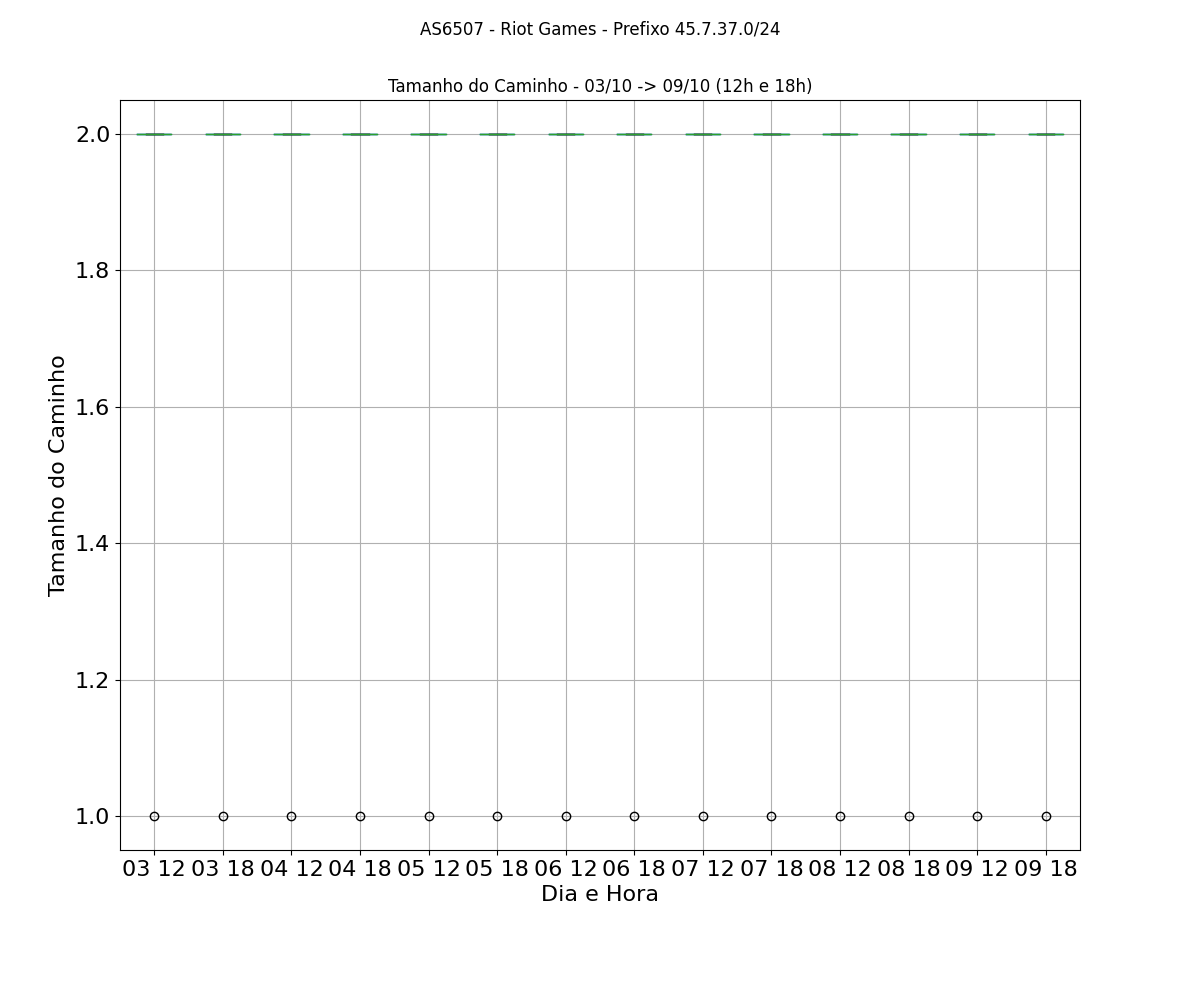 AS6507 - Riot Games - Prefixo 45.7.37.0/24
Tamanho do Caminho - 03/10 -> 09/10 (12h e 18h)
Tamanho do Caminho
2.0
1.8
1.6
1.4
1.2
1.0
03 12 03 18 04 12 04 18 05 12 05 18 06 12 06 18 07 12 07 18 08 12 08 18 09 12 09 18
Dia e Hora